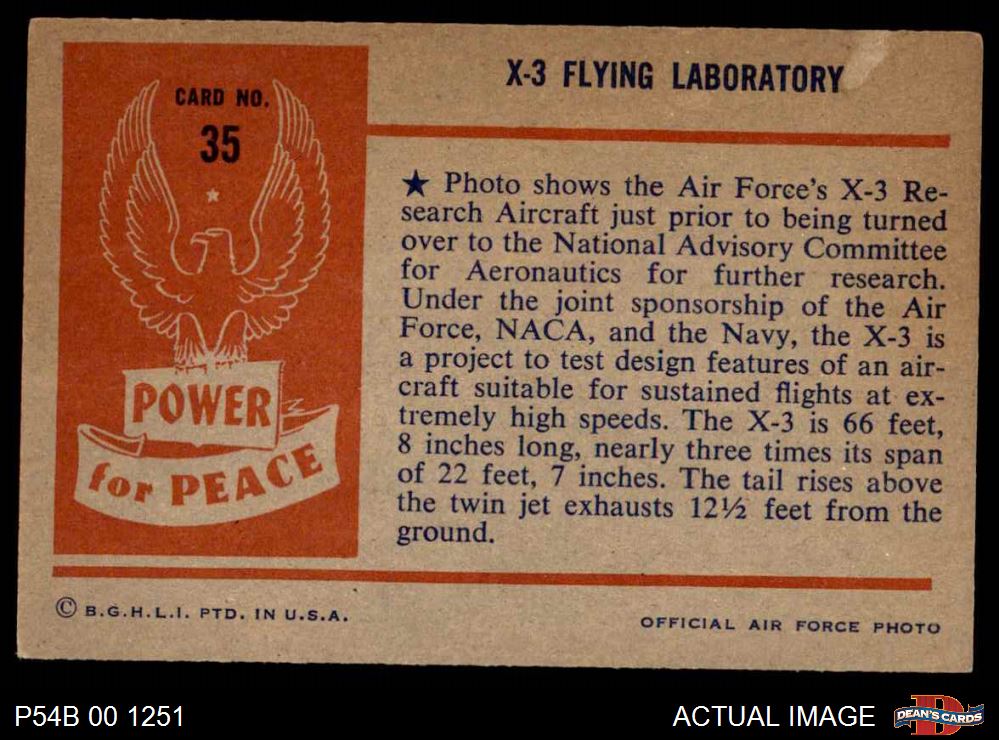 CARD NO.
35
POWER
for PEACE
X-3 FLYING LABORATORY
★ Photo shows the Air Force's X-3 Re-
search Aircraft just prior to being turned
over to the National Advisory Committee
for Aeronautics for further research.
Under the joint sponsorship of the Air
Force, NACA, and the Navy, the X-3 is
a project to test design features of an air-
craft suitable for sustained flights at ex-
tremely high speeds. The X-3 is 66 feet,
8 inches long, nearly three times its span
of 22 feet, 7 inches. The tail rises above
the twin jet exhausts 12½ feet from the
ground.
© B.G.H.L.I. PTD. IN U.S.A.
OFFICIAL AIR FORCE PHOTO
P54B 00 1251
ACTUAL IMAGE
D
DEAN'S CARDS